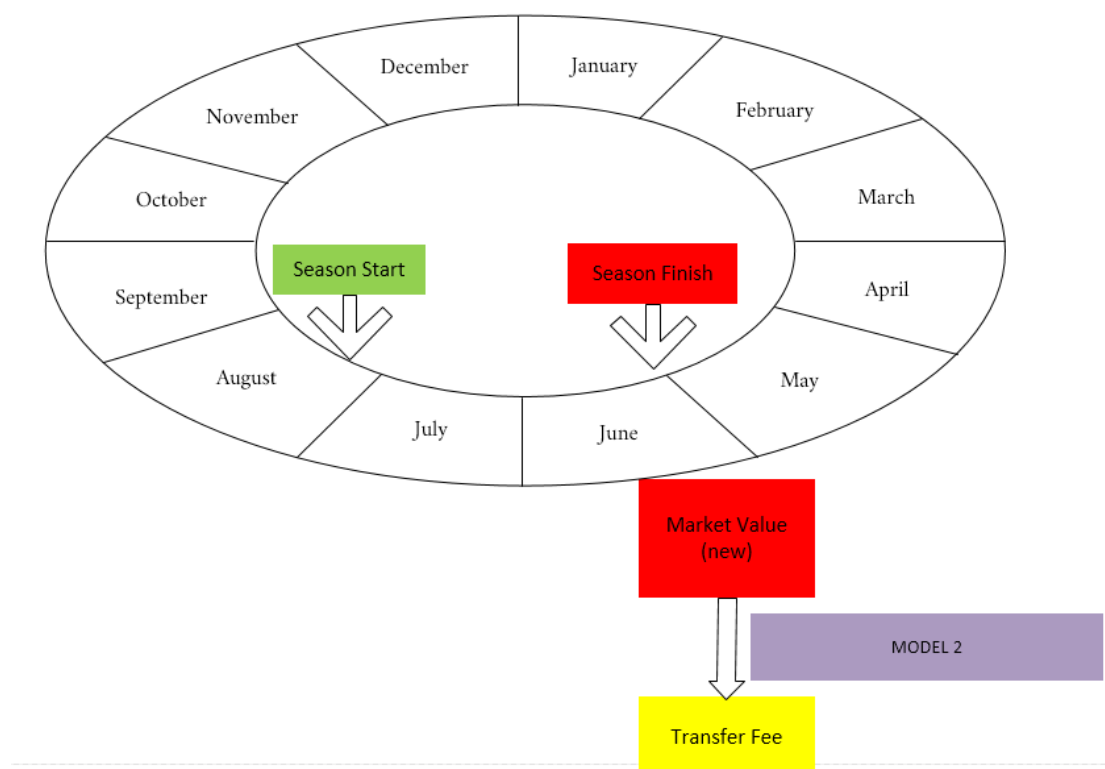 December
January
November
February
October
March
Season Start
Season Finish
September
April
August
May
July
June
Market Value
(new)
MODEL 2
Transfer Fee